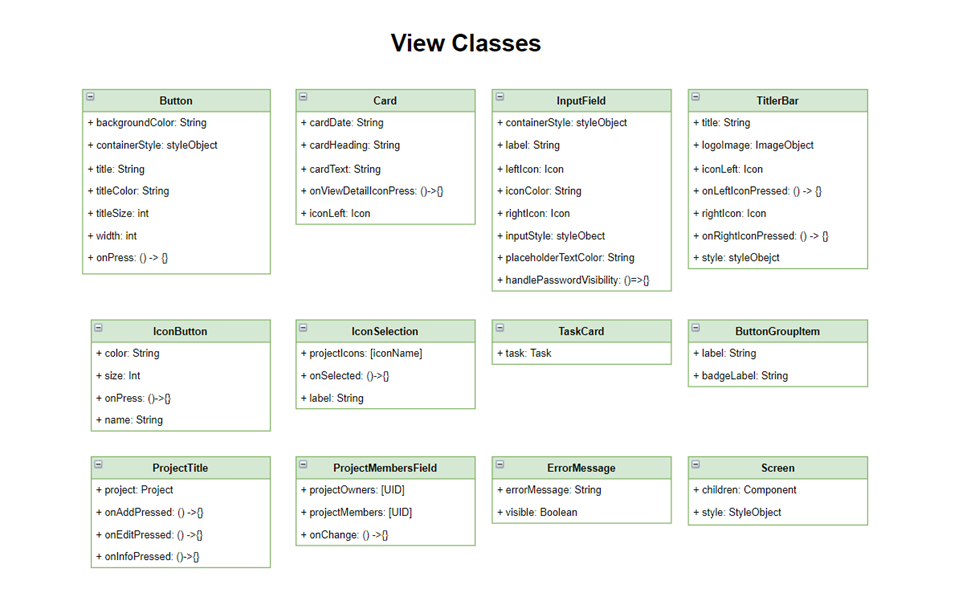 View Classes
Button
+ backgroundColor: String
+ containerStyle: styleObject
+ title: String
+ titleColor: String
+ titleSize: int
+ width: int
+ onPress: () -> {}
Card
+ cardDate: String
+ cardHeading: String
+ cardText: String
+ onViewDetailIconPress: ()->{}
+ iconLeft: Icon
InputField
+ containerStyle: styleObject
+ label: String
+ leftIcon: Icon
+ iconColor: String
+ rightIcon: Icon
+ inputStyle: styleObect
+ placeholderTextColor: String
+ handlePasswordVisibility: ()=>{}
TitlerBar
+ title: String
+ logoImage: ImageObject
+ iconLeft: Icon
+ onLeftIconPressed: () -> {}
+ rightIcon: Icon
+ onRightIconPressed: () -> {}
+ style: styleObejct
IconButton
+ color: String
+ size: Int
+ onPress: ()->{}
+ name: String
IconSelection
+ projectIcons: [iconName]
+ onSelected: ()->{}
+ label: String
TaskCard
+ task: Task
ButtonGroupItem
+ label: String
+ badgeLabel: String
ProjectTitle
+ project: Project
+ onAddPressed: () ->{}
+ onEditPressed: () ->{}
+ onInfoPressed: ()->{}
ProjectMembersField
+ projectOwners: [UID]
+ projectMembers: [UID]
+ onChange: () ->{}
ErrorMessage
+ errorMessage: String
+ visible: Boolean
Screen
+ children: Component
+ style: StyleObject